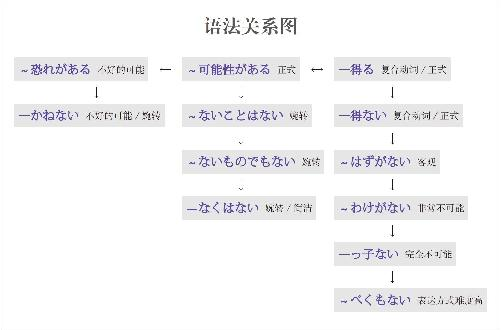 语法关系图
～恐れがある 不好的可能 ← ～可能性がある 正式 ↔ ―得る 复合动词/正式
―かねない 不好的可能/婉转 ～ないことはない 婉转 ―得ない 复合动词/正式
～ないものでもない 婉转 ～はずがない 客观
―なくはない 婉转/简洁 ～わけがない 非常不可能
―っ子ない 完全不可能
～べくもない 表达方式难度高